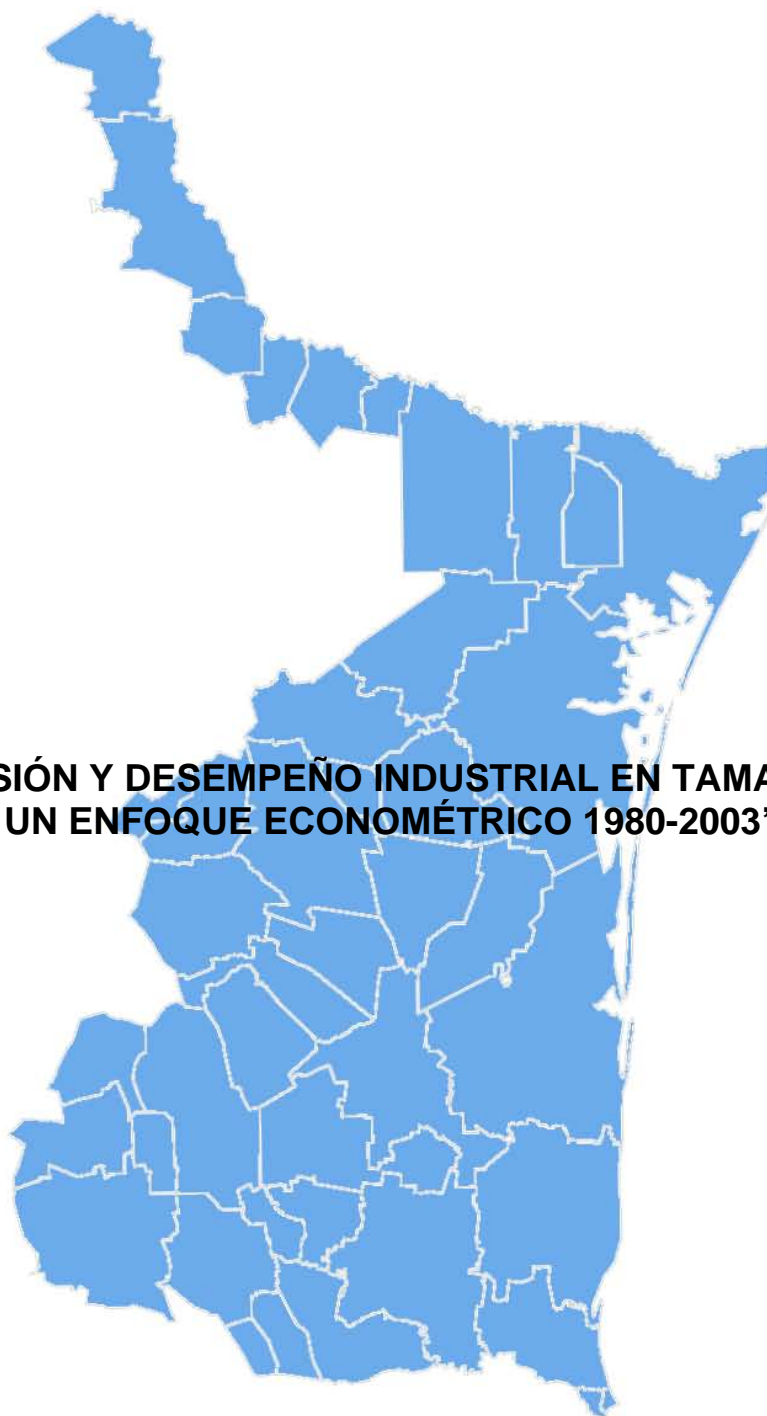 SIÓN Y DESEMPEÑO INDUSTRIAL EN TAMA
UN ENFOQUE ECONOMÉTRICO 1980-2003”